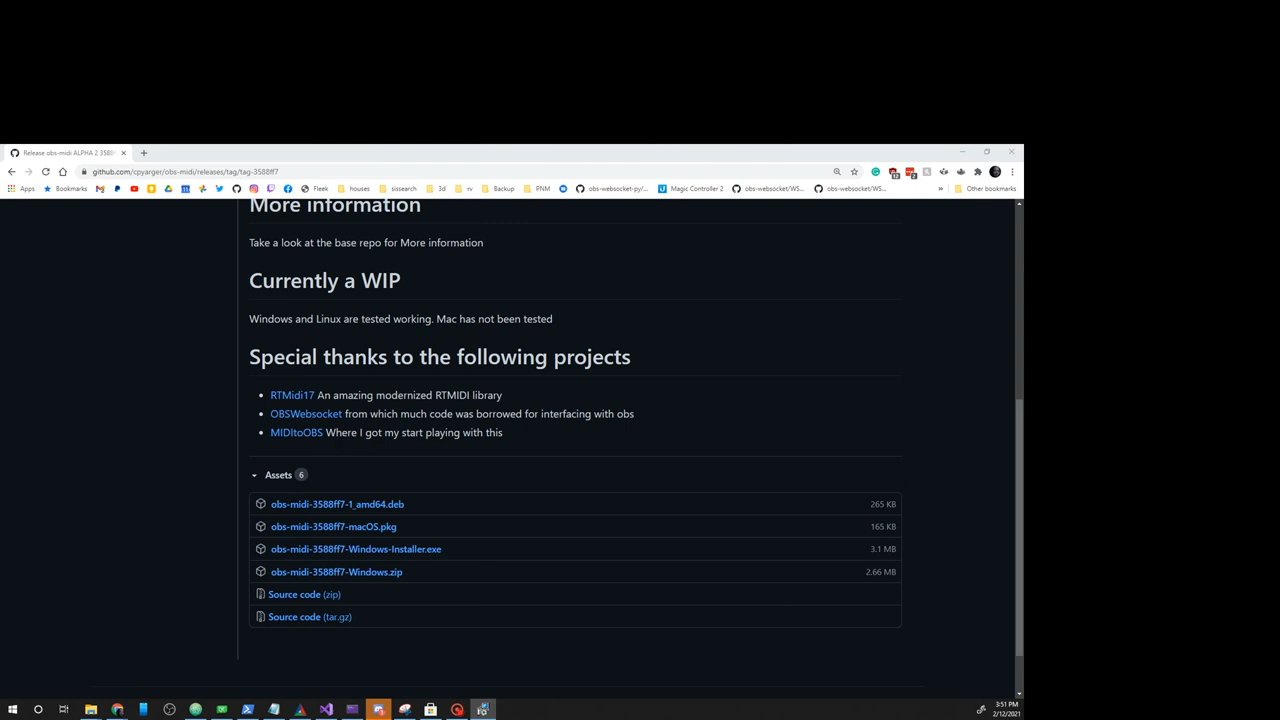 Release obs-midi ALPHA 2 3588f
github.com/cpyarger/obs-midi/releases/tag/tag-3588ff7
Apps Bookmarks Fleek houses sissearch 3d rv Backup PNM obs-websocket-py/... Magic Controller 2 obs-websocket/WS... obs-websocket/WS... » Other bookmarks
More information
Take a look at the base repo for More information
Currently a WIP
Windows and Linux are tested working. Mac has not been tested
Special thanks to the following projects
RTMidi17 An amazing modernized RTMIDI library
OBSWebsocket from which much code was borrowed for interfacing with obs
MIDItoOBS Where I got my start playing with this
Assets 6
obs-midi-3588ff7-1_amd64.deb 265 KB
obs-midi-3588ff7-macOS.pkg 165 KB
obs-midi-3588ff7-Windows-Installer.exe 3.1 MB
obs-midi-3588ff7-Windows.zip 2.66 MB
Source code (zip)
Source code (tar.gz)
3:51 PM
2/12/2021